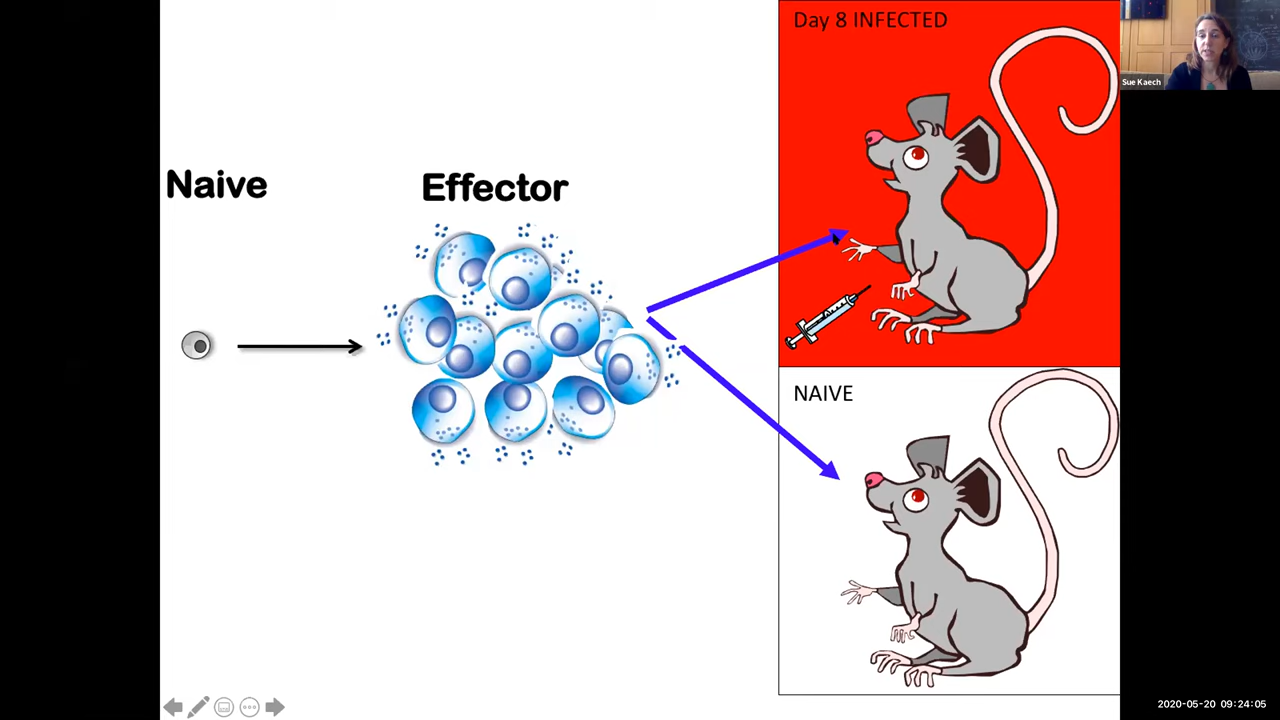 Day 8 INFECTED
Sue Kaech
Naive
Effector
NAIVE
2020-05-20 09:24:05